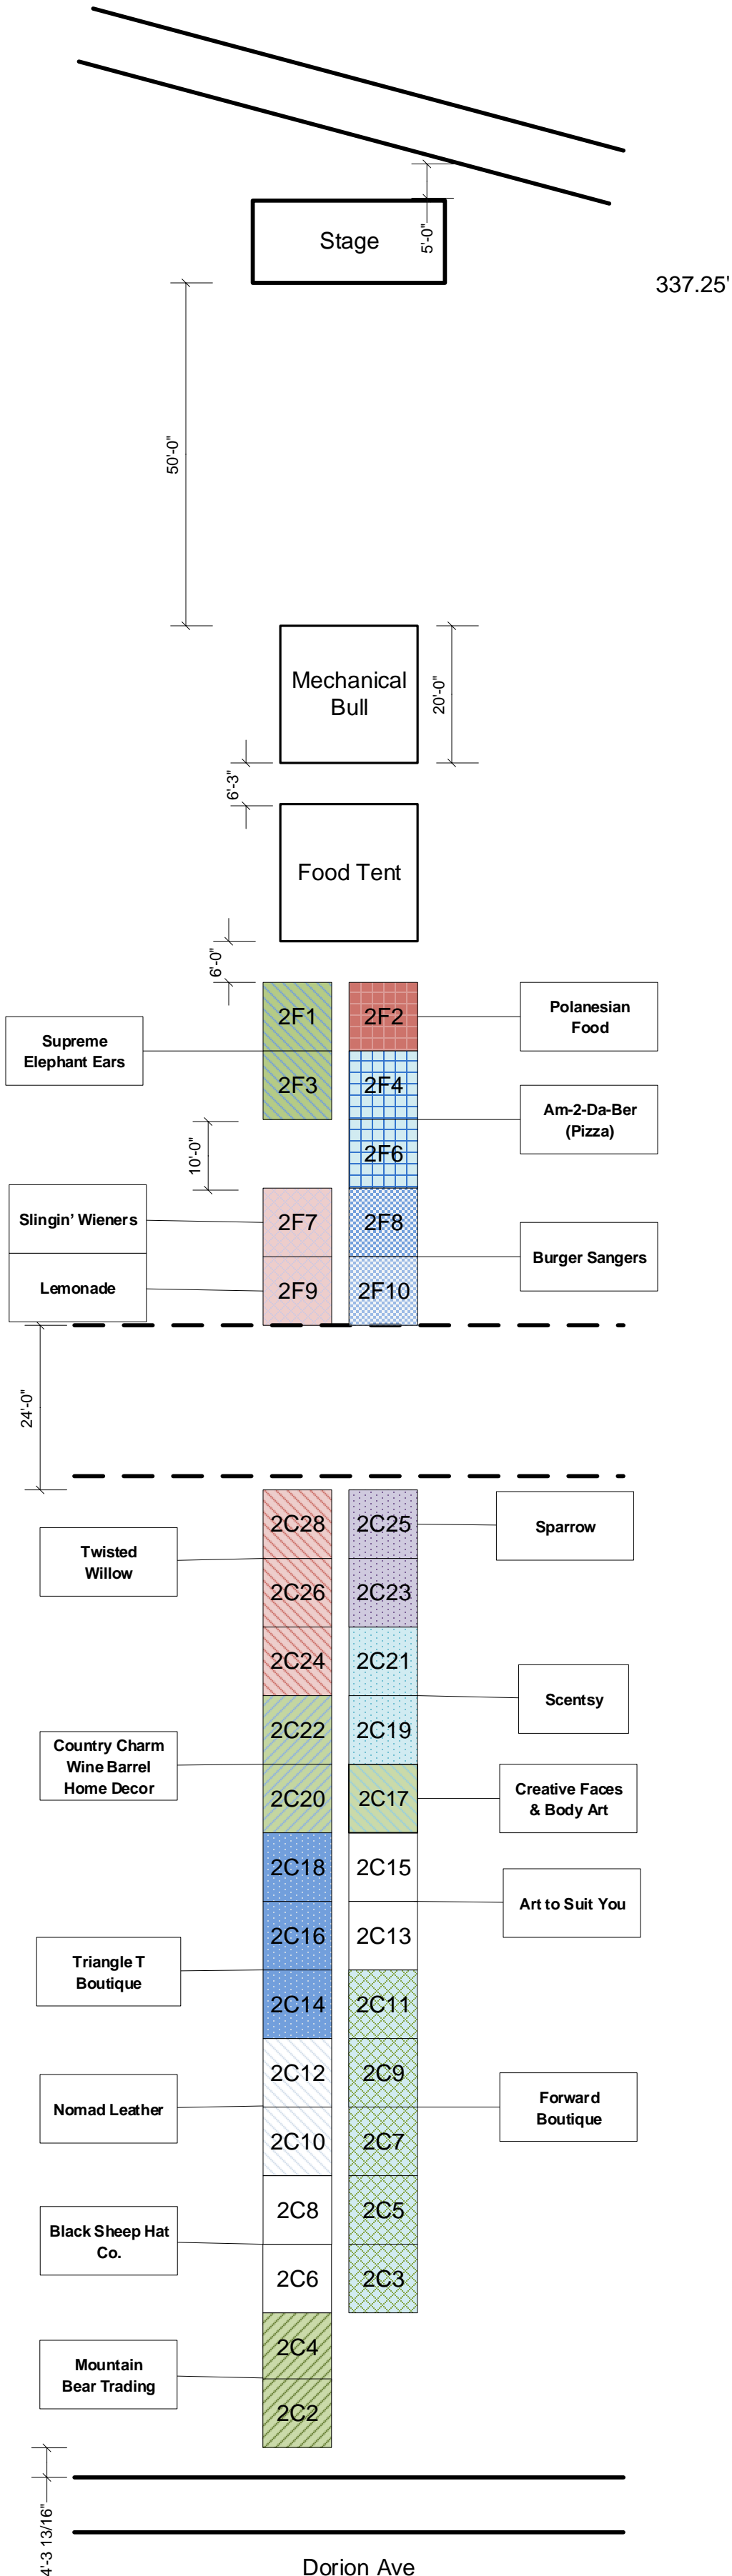 Stage
5'-0"
337.25'
50'-0"
Mechanical
Bull
20'-0"
6'-3"
Food Tent
6'-0"
2F1
2F2
Polanesian
Food
Supreme
Elephant Ears
2F3
2F4
Am-2-Da-Ber
(Pizza)
10'-0"
2F6
Slingin' Wieners
2F7
2F8
Burger Sangers
Lemonade
2F9
2F10
24'-0"
2C28
2C25
Sparrow
Twisted
Willow
2C26
2C23
2C24
2C21
Scentsy
2C22
2C19
Country Charm
Wine Barrel
Home Decor
2C20
2C17
Creative Faces
& Body Art
2C18
2C15
Art to Suit You
2C16
2C13
Triangle T
Boutique
2C14
2C11
2C12
2C9
Nomad Leather
Forward
Boutique
2C10
2C7
2C8
2C5
Black Sheep Hat
Co.
2C6
2C3
2C4
Mountain
Bear Trading
2C2
4'-3 13/16"
Dorion Ave